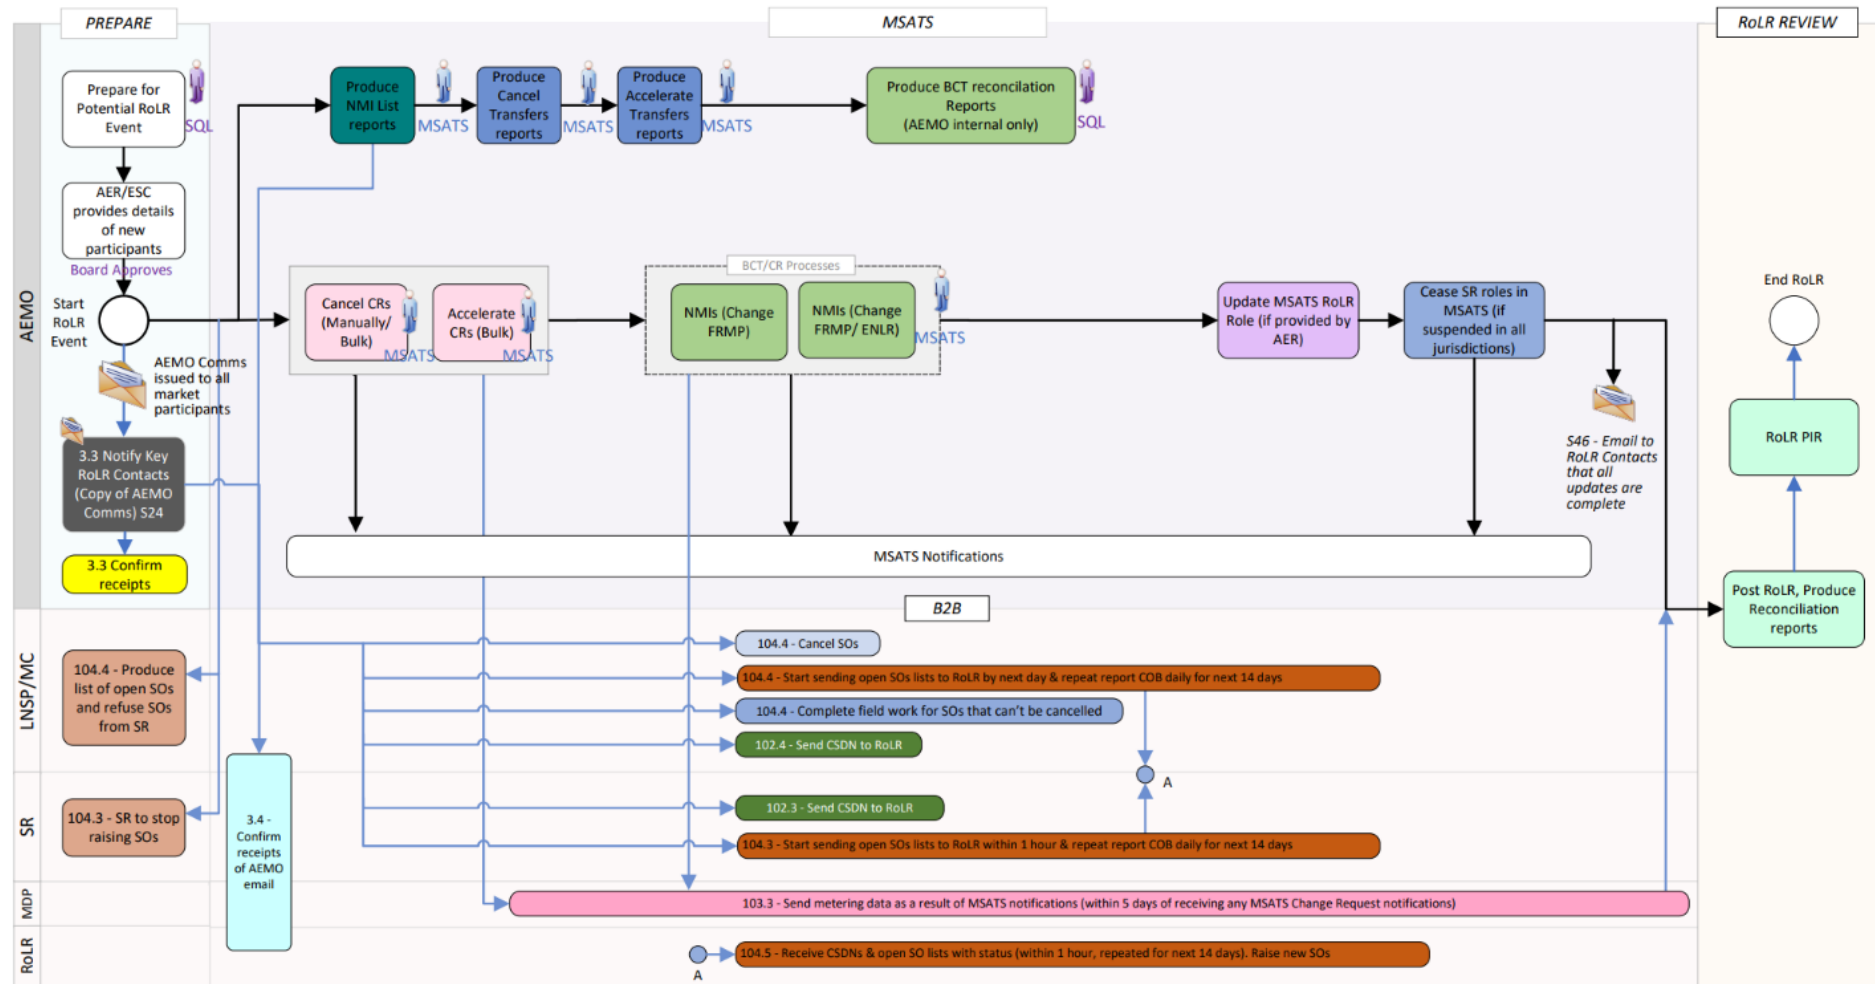 PREPARE
MSATS
RoLR REVIEW
AEMO
Prepare for
Potential RoLR
Event
SQL
AER/ESC
provides details
of new
participants
Board Approves
Start
RoLR
Event
AEMO Comms
issued to all
market
participants
3.3 Notify Key
RoLR Contacts
(Copy of AEMO
Comms) S24
3.3 Confirm
receipts
Produce
NMI List
reports
MSATS
Produce
Cancel
Transfers
reports
MSATS
Produce
Accelerate
Transfers
reports
MSATS
Produce BCT reconcilation
Reports
(AEMO internal only)
SQL
Cancel CRs
(Manually/
Bulk)
MSATS
Accelerate
CRs (Bulk)
MSATS
BCT/CR Processes
NMIs (Change
FRMP)
NMIs (Change
FRMP/ ENLR)
MSATS
Update MSATS RoLR
Role (if provided by
AER)
Cease SR roles in
MSATS (if
suspended in all
jurisdictions)
S46 - Email to
RoLR Contacts
that all
updates are
complete
MSATS Notifications
End RoLR
RoLR PIR
Post RoLR, Produce
Reconciliation
reports
B2B
LNSP/MC
104.4 - Produce
list of open SOs
and refuse SOs
from SR
104.4 - Cancel SOs
104.4 - Start sending open SOs lists to RoLR by next day & repeat report COB daily for next 14 days
104.4 - Complete field work for SOs that can't be cancelled
102.4 - Send CSDN to RoLR
A
SR
104.3 - SR to stop
raising SOs
3.4 -
Confirm
receipts
of AEMO
email
102.3 - Send CSDN to RoLR
104.3 - Start sending open SOs lists to RoLR within 1 hour & repeat report COB daily for next 14 days
MDP
103.3 - Send metering data as a result of MSATS notifications (within 5 days of receiving any MSATS Change Request notifications)
RoLR
A
104.5 - Receive CSDNs & open SO lists with status (within 1 hour, repeated for next 14 days). Raise new SOs